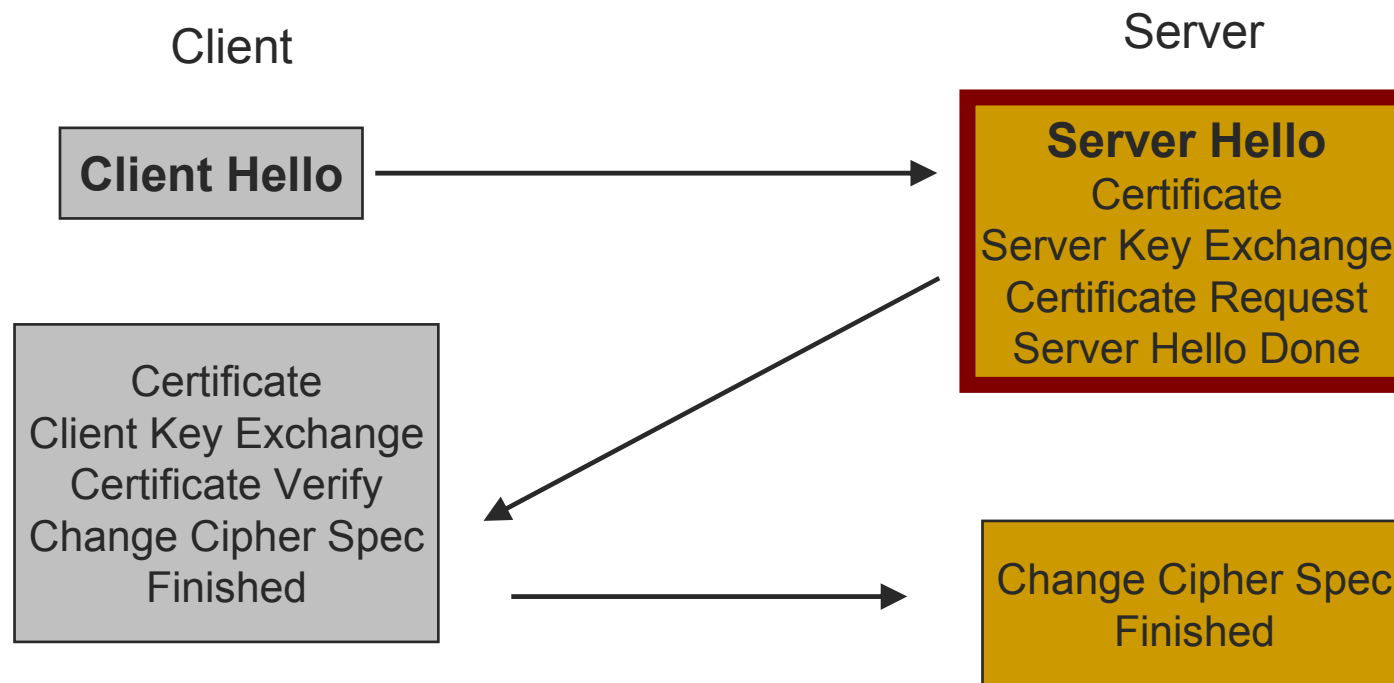 Client
Server
Client Hello
Server Hello
Certificate
Server Key Exchange
Certificate Request
Server Hello Done
Certificate
Client Key Exchange
Certificate Verify
Change Cipher Spec
Finished
Change Cipher Spec
Finished